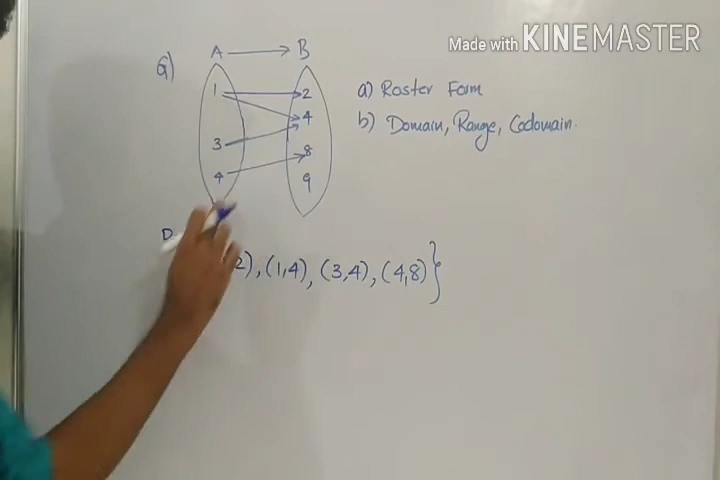 Made with KINEMASTER
Q) A B
1 2
4
3
8
4
9
a) Roster Form
b) Domain, Range, Codomain.
2), (1,4), (3,4), (4,8)}